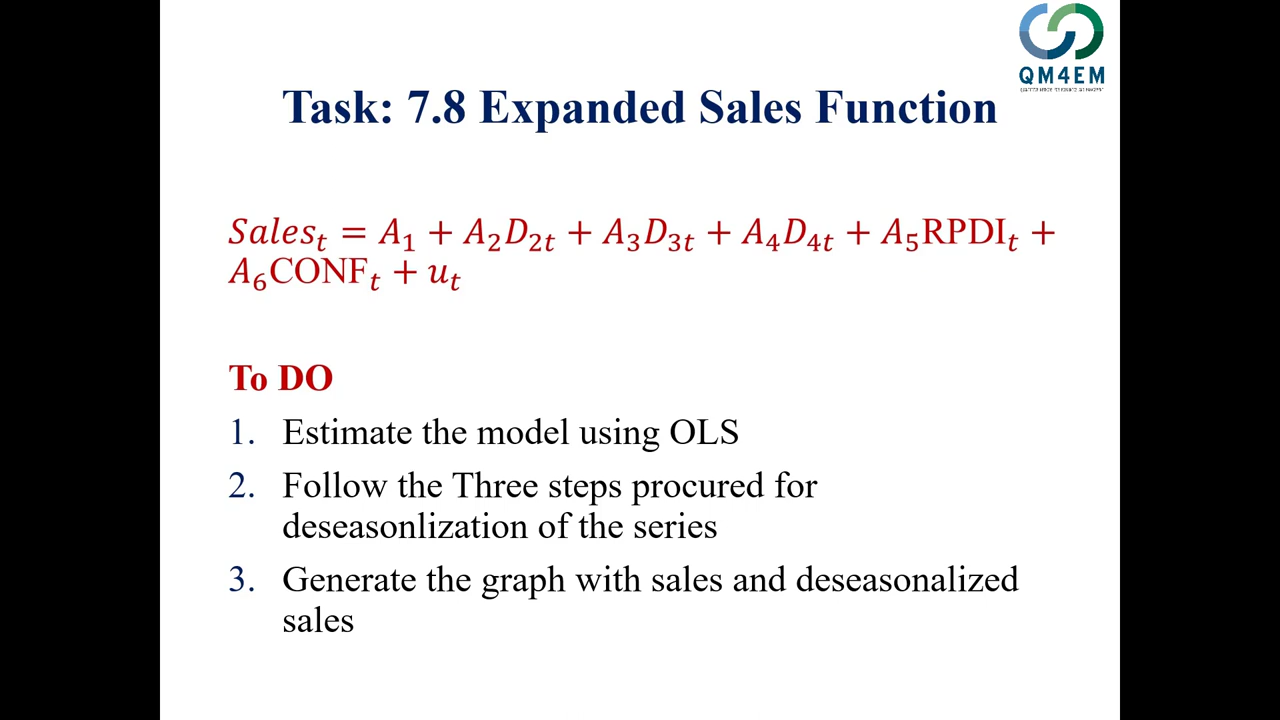 QM4EM
Task: 7.8 Expanded Sales Function
Salesₜ = A₁ + A₂D₂ₜ + A₃D₃ₜ + A₄D₄ₜ + A₅RPDIₜ +
A₆CONFₜ + uₜ
To DO
1. Estimate the model using OLS
2. Follow the Three steps procured for
deseasonlization of the series
3. Generate the graph with sales and deseasonalized
sales